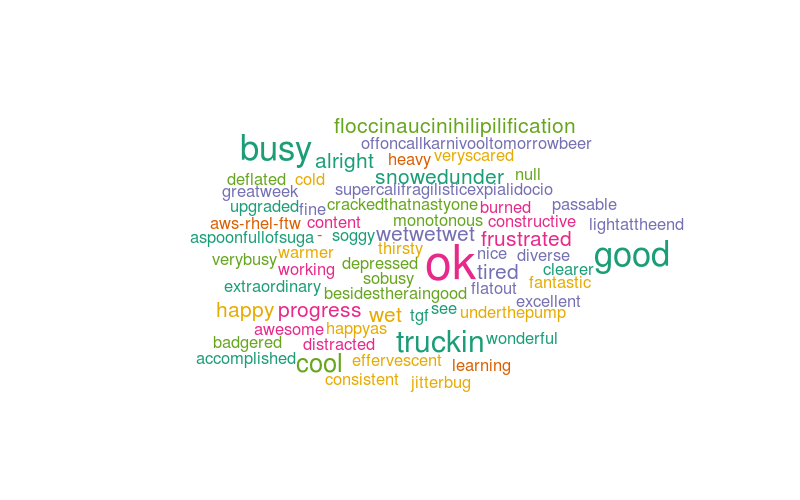 floccinaucinihilipilification
offoncallkarnivooltomorrowbeer
busy
alright
heavy
veryscared
deflated
cold
snowedunder
null
greatweek
supercalifragilisticexpialidocio
upgraded
fine
crackedthatnastyone
burned
passable
aws-rhel-ftw
content
monotonous
constructive
lightattheend
aspoonfullofsuga
-
soggy
wetwetwet
frustrated
verybusy
warmer
thirsty
ok
nice
diverse
good
working
depressed
tired
clearer
sobusy
extraordinary
besidestheraingood
flatout
fantastic
happy
progress
wet
tgf
see
underthepump
excellent
awesome
happyas
badgered
distracted
truckin
wonderful
accomplished
cool
effervescent
learning
consistent
jitterbug